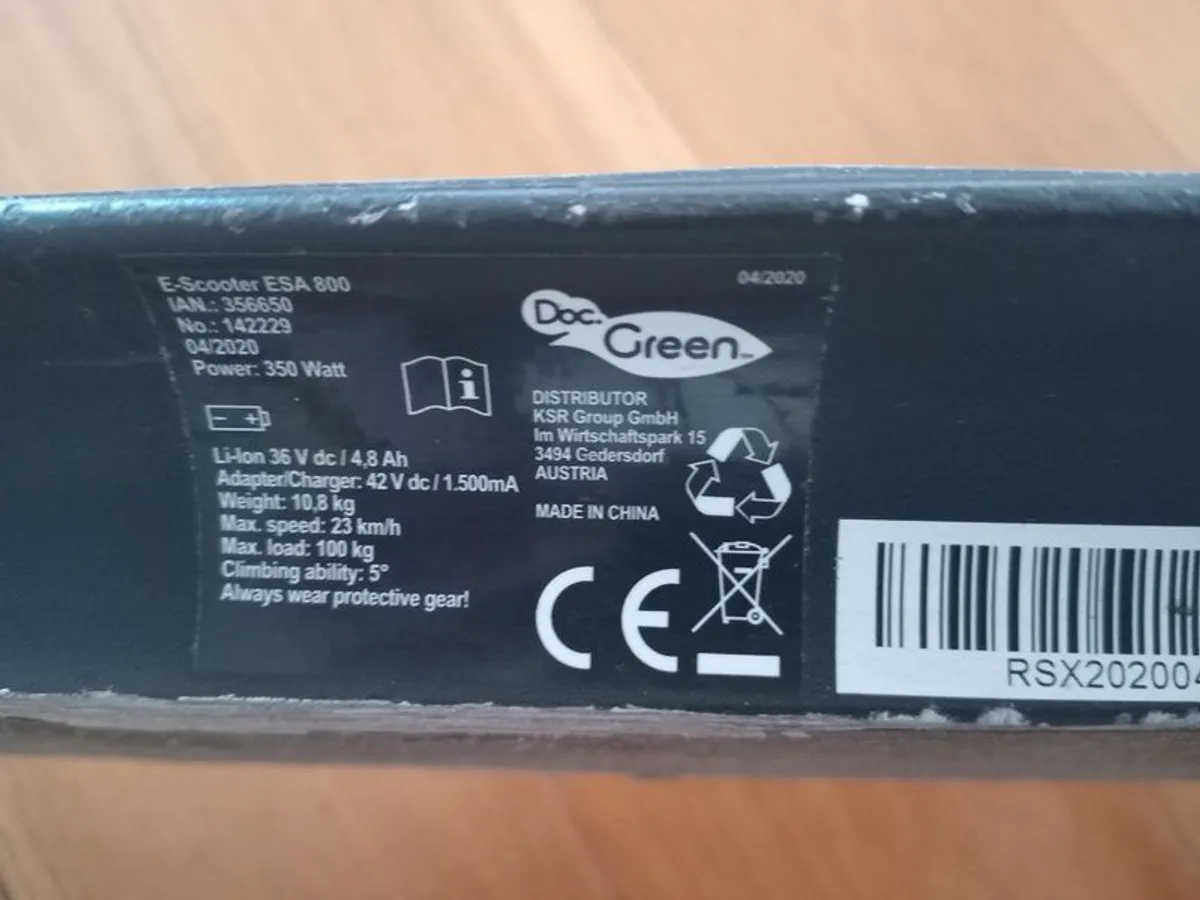 E-Scooter ESA 800
IAN.: 356650
No.: 142229
04/2020
Power: 350 Watt
Li-Ion 36 V dc / 4,8 Ah
Adapter/Charger: 42 V dc / 1.500mA
Weight: 10,8 kg
Max. speed: 23 km/h
Max. load: 100 kg
Climbing ability: 5°
Always wear protective gear!
04/2020
Doc.
Green
DISTRIBUTOR
KSR Group GmbH
Im Wirtschaftspark 15
3494 Gedersdorf
AUSTRIA
MADE IN CHINA
CE
RSX202004